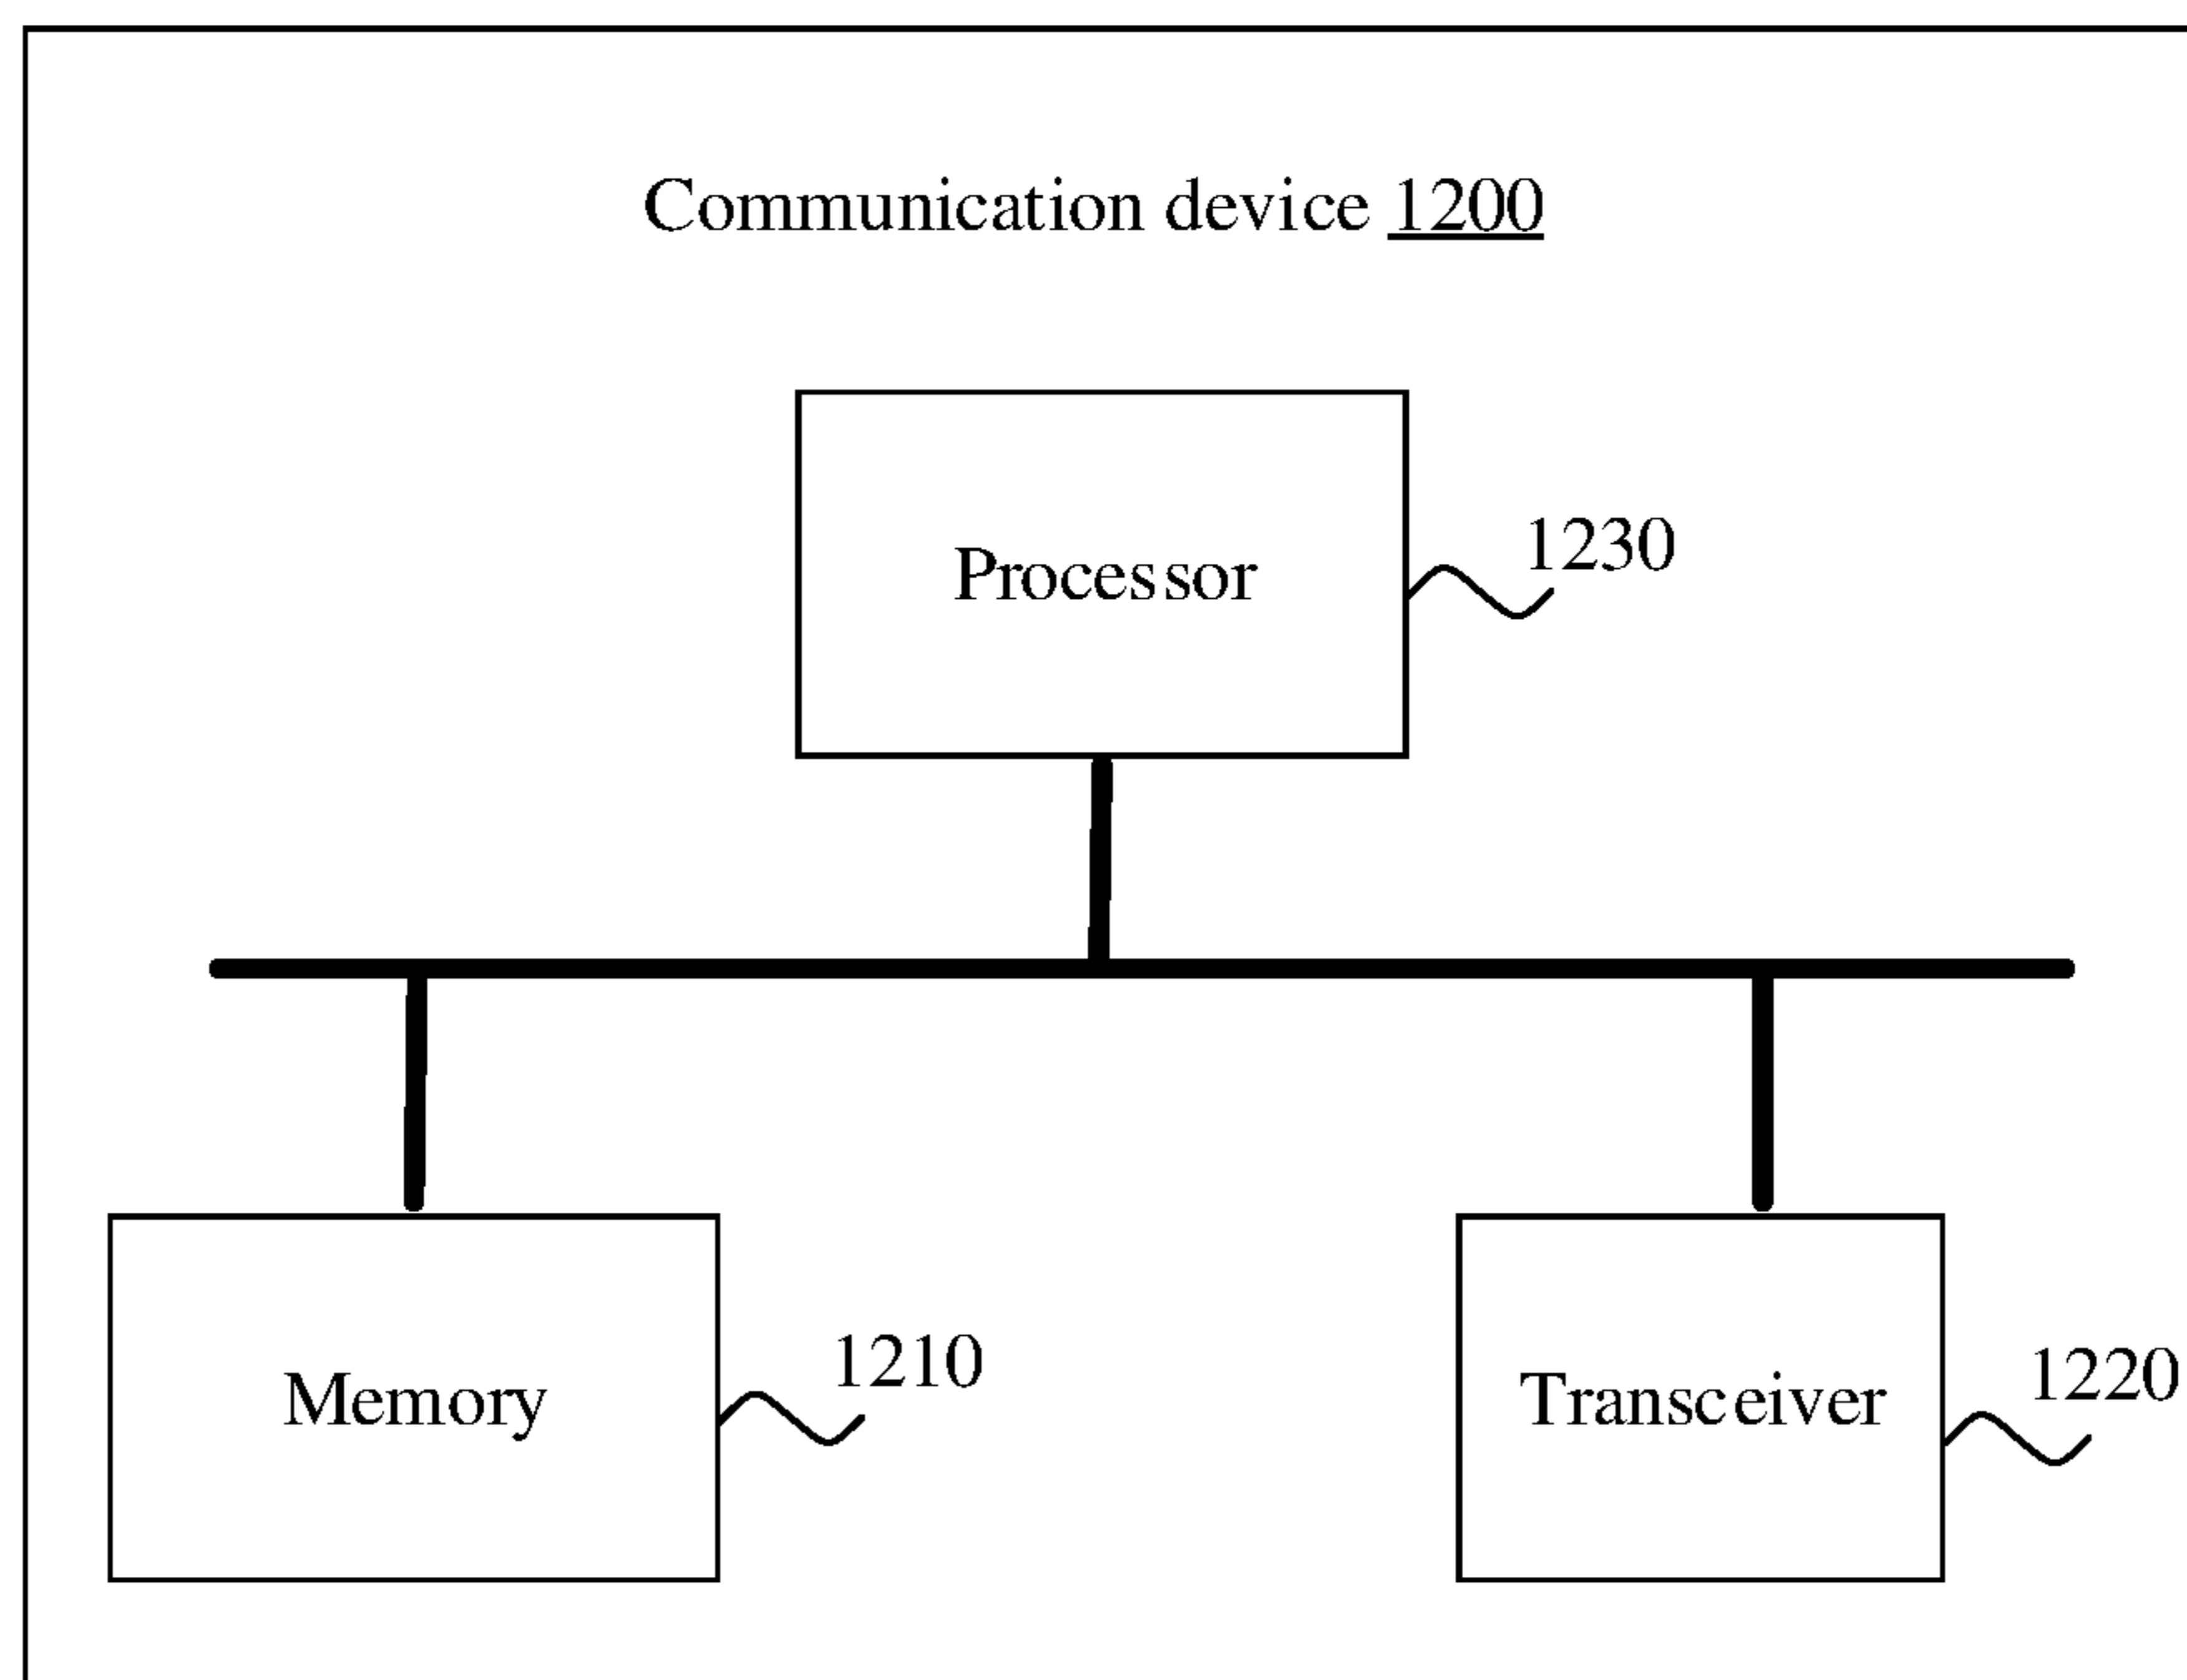 Communication device 1200
Processor
1230
Memory
1210
Transceiver
1220